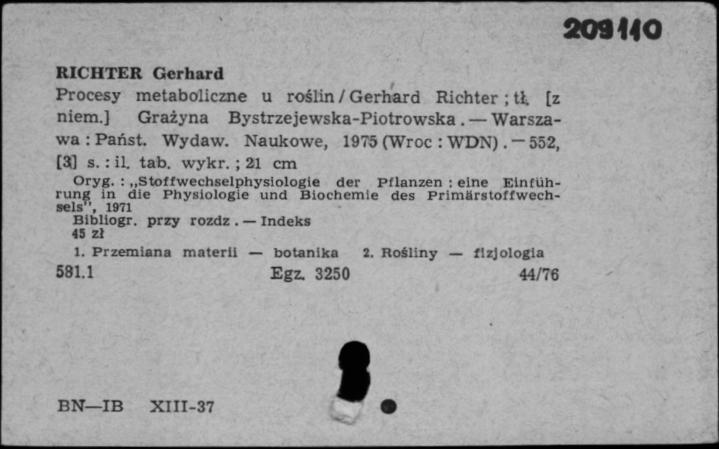 209110
RICHTER Gerhard
Procesy metaboliczne u roślin / Gerhard Richter ; tł. [z
niem.] Grażyna Bystrzejewska-Piotrowska . — Warsza-
wa : Państ. Wydaw. Naukowe, 1975 (Wroc : WDN) . — 552,
[3] s. : il. tab. wykr. ; 21 cm
Oryg. : „Stoffwechselphysiologie der Pflanzen : eine Einfüh-
rung in die Physiologie und Biochemie des Primärstoffwech-
sels", 1971
Bibliogr. przy rozdz . — Indeks
45 zł
1. Przemiana materii — botanika 2. Rośliny — fizjologia
581.1 Egz. 3250 44/76
BN—IB XIII-37